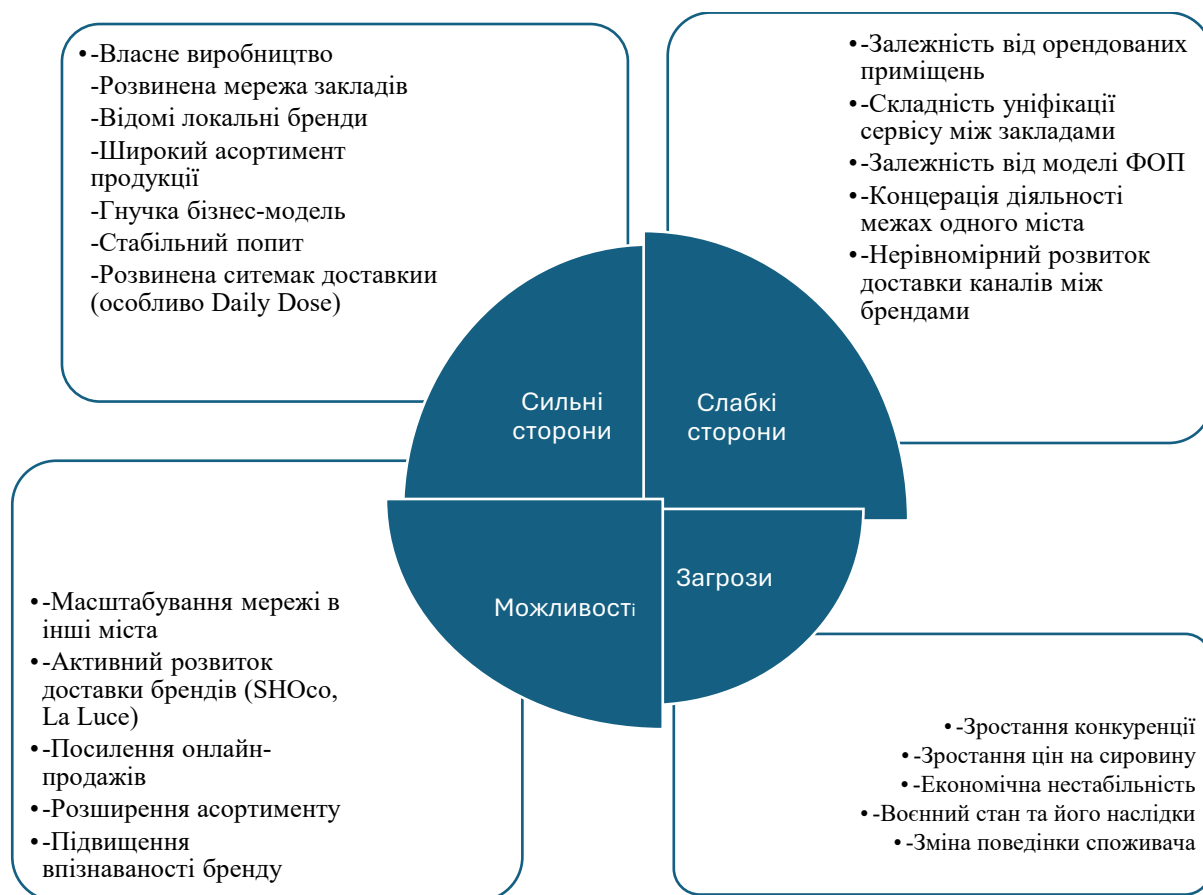 •-Власне виробництво
-Розвинена мережа закладів
-Відомі локальні бренди
-Широкий асортимент
продукції
-Гнучка бізнес-модель
-Стабільний попит
-Розвинена ситемак доставкии
(особливо Daily Dose)
•-Залежність від орендованих
приміщень
•-Складність уніфікації
сервісу між закладами
•-Залежність від моделі ФОП
•-Концерація діяльності
межах одного міста
•-Нерівномірний розвиток
доставки каналів між
брендами
Сильні
сторони
Слабкі
сторони
Можливості
Загрози
•-Масштабування мережі в
інші міста
•-Активний розвиток
доставки брендів (SHOco,
La Luce)
•-Посилення онлайн-
продажів
•-Розширення асортименту
•-Підвищення
впізнаваності бренду
•-Зростання конкуренції
•-Зростання цін на сировину
•-Економічна нестабільність
•-Воєнний стан та його наслідки
•-Зміна поведінки споживача